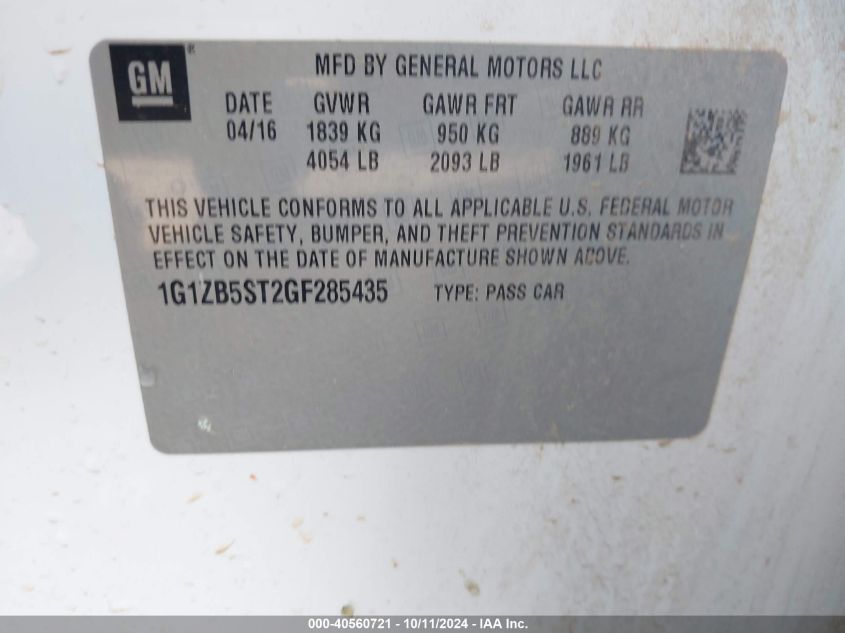 GM ®
MFD BY GENERAL MOTORS LLC
DATE GVWR GAWR FRT GAWR RR
04/16 1839 KG 950 KG 889 KG
4054 LB 2093 LB 1961 LB
THIS VEHICLE CONFORMS TO ALL APPLICABLE U.S. FEDERAL MOTOR
VEHICLE SAFETY, BUMPER, AND THEFT PREVENTION STANDARDS IN
EFFECT ON THE DATE OF MANUFACTURE SHOWN ABOVE.
1G1ZB5ST2GF285435 TYPE: PASS CAR
000-40560721 - 10/11/2024 - IAA Inc.